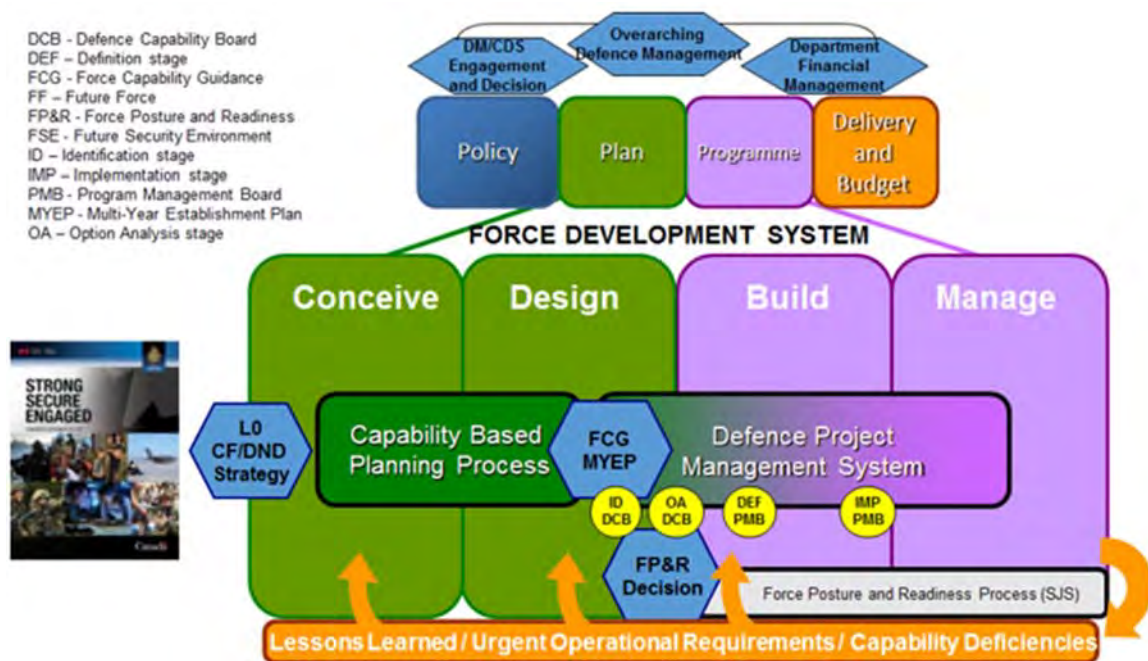 DCB - Defence Capability Board
DEF – Definition stage
FCG - Force Capability Guidance
FF – Future Force
FP&R - Force Posture and Readiness
FSE - Future Security Environment
ID – Identification stage
IMP – Implementation stage
PMB - Program Management Board
MYEP - Multi-Year Establishment Plan
OA – Option Analysis stage
DM/CDS
Engagement
and Decision
Overarching
Defence Management
Department
Financial
Management
Policy
Plan
Programme
Delivery
and
Budget
FORCE DEVELOPMENT SYSTEM
Conceive
Design
Build
Manage
STRONG
SECURE
ENGAGED
Canada
L0
CF/DND
Strategy
Capability Based
Planning Process
FCG
MYEP
Defence Project
Management System
ID
DCB
OA
DCB
DEF
PMB
IMP
PMB
FP&R
Decision
Force Posture and Readiness Process (SJS)
Lessons Learned / Urgent Operational Requirements / Capability Deficiencies